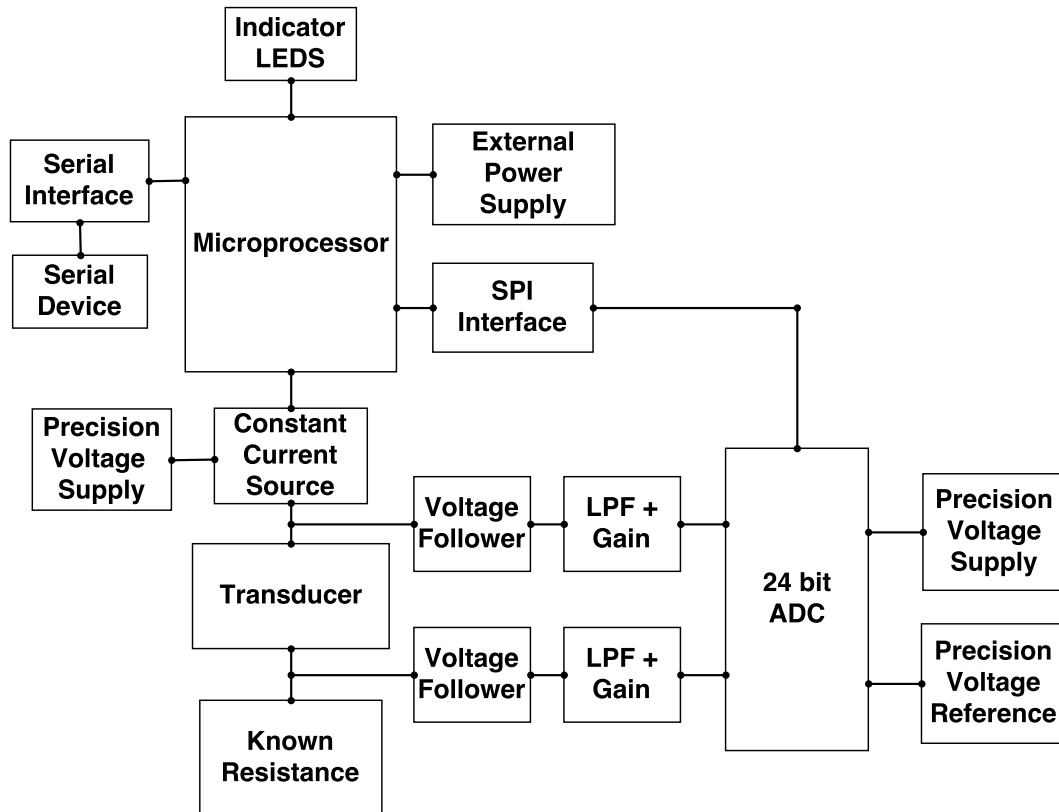 Indicator
LEDS
Serial
Interface
External
Power
Supply
Microprocessor
Serial
Device
SPI
Interface
Precision
Voltage
Supply
Constant
Current
Source
Voltage
Follower
LPF +
Gain
Precision
Voltage
Supply
Transducer
24 bit
ADC
Voltage
Follower
LPF +
Gain
Precision
Voltage
Reference
Known
Resistance